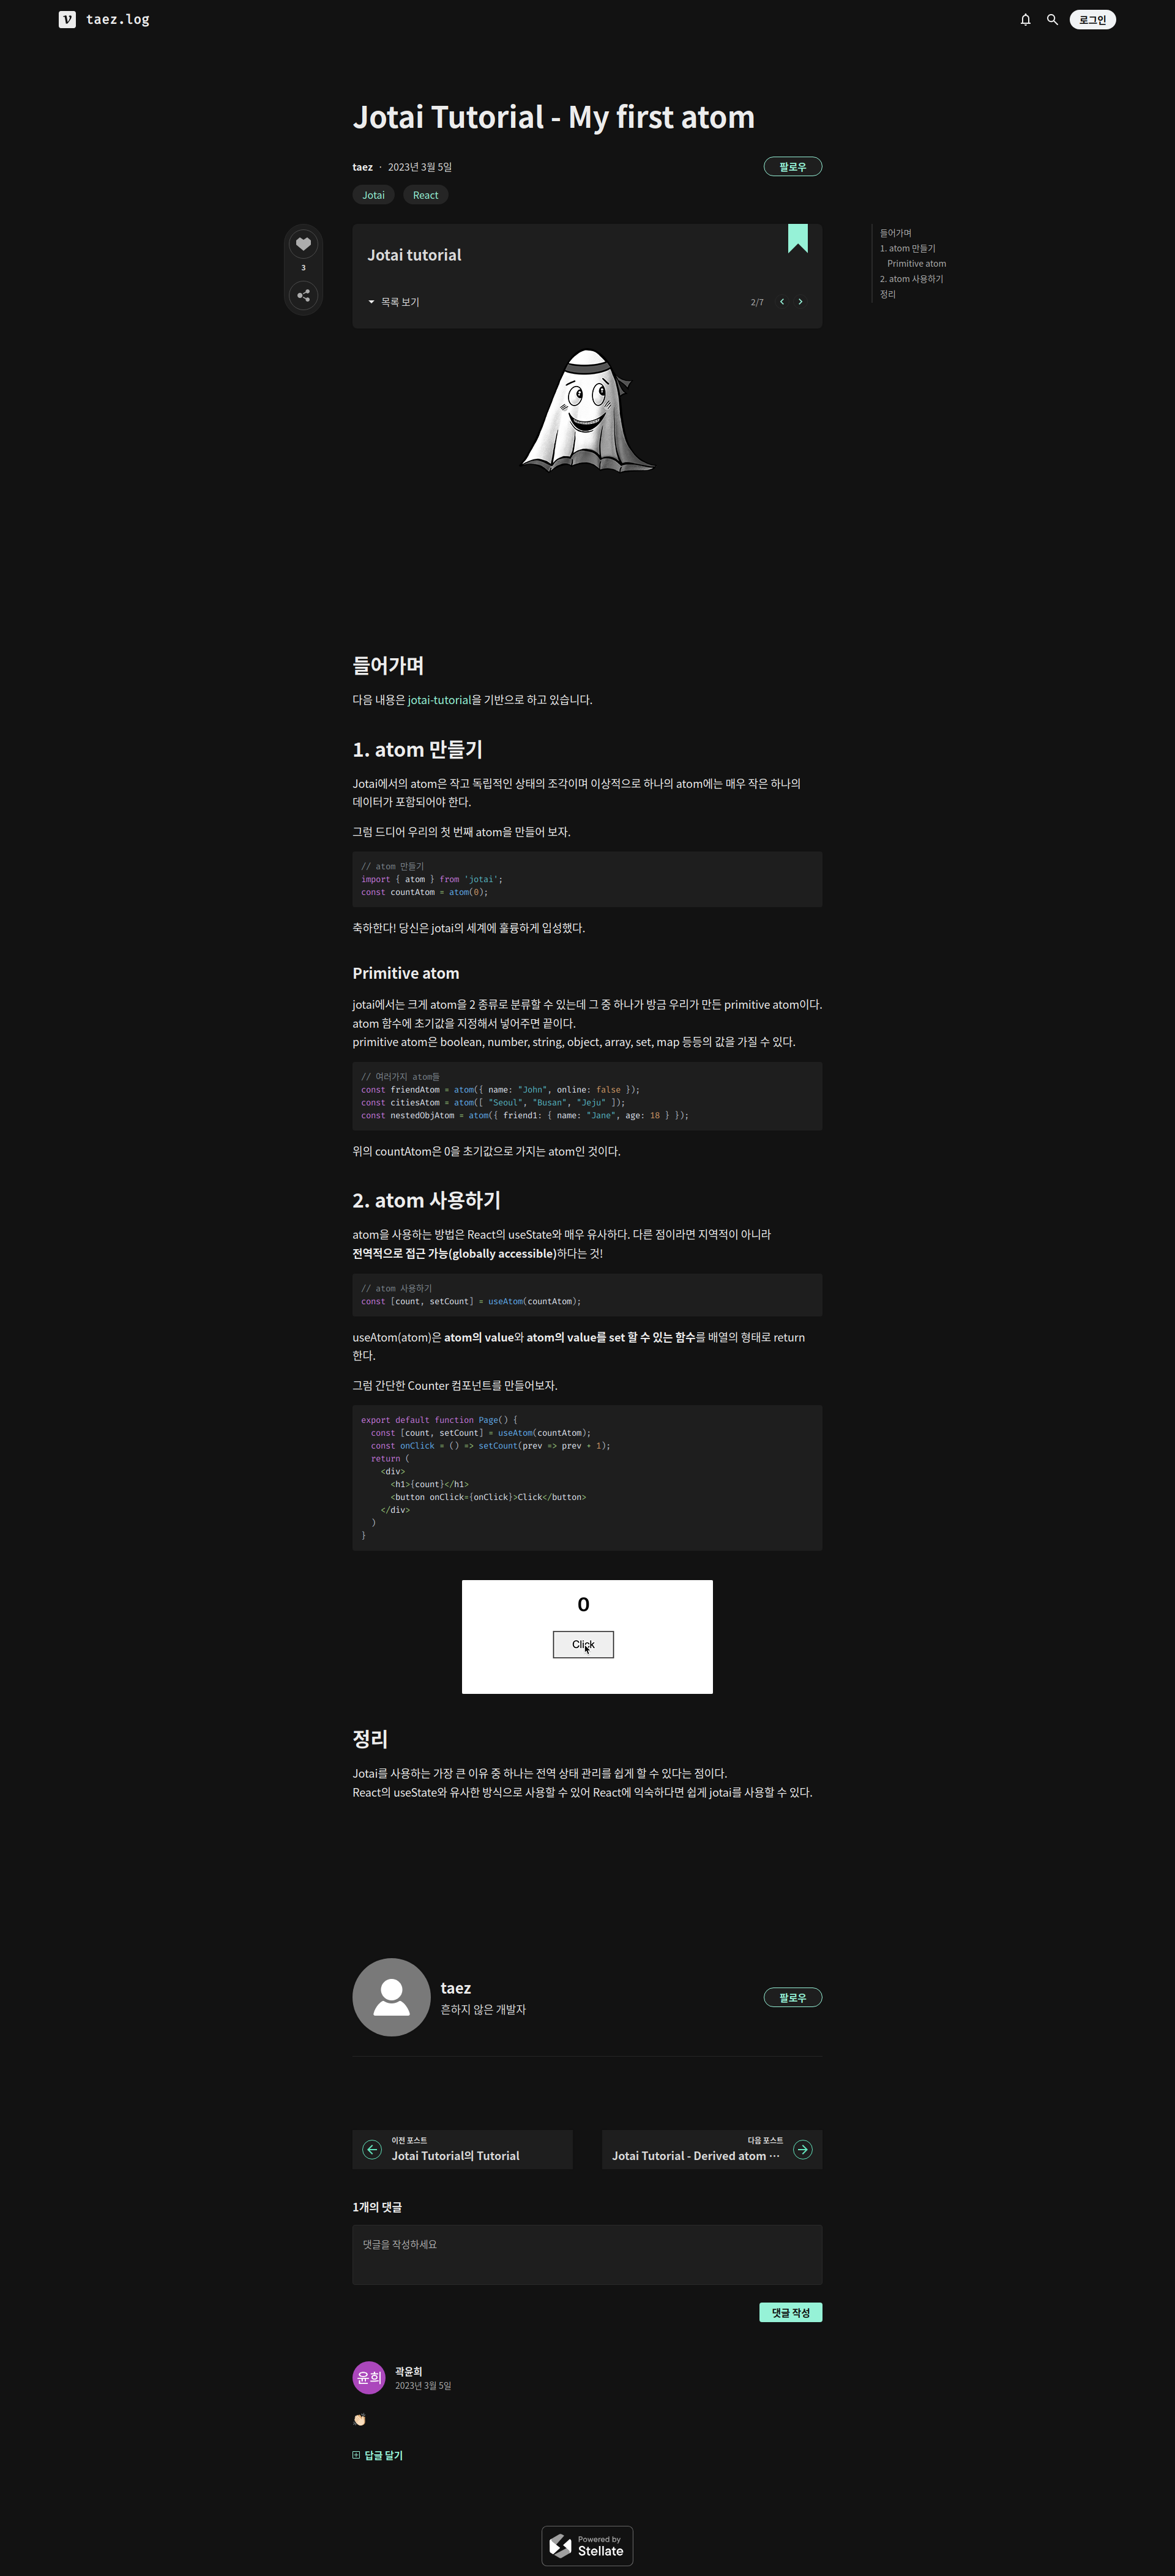 taez.log
로그인
Jotai Tutorial - My first atom
taez · 2023년 3월 5일
팔로우
Jotai
React
3
Jotai tutorial
목록 보기
2/7
들어가며
1. atom 만들기
Primitive atom
2. atom 사용하기
정리
들어가며
다음 내용은 jotai-tutorial을 기반으로 하고 있습니다.
1. atom 만들기
Jotai에서의 atom은 작고 독립적인 상태의 조각이며 이상적으로 하나의 atom에는 매우 작은 하나의
데이터가 포함되어야 한다.
그럼 드디어 우리의 첫 번째 atom을 만들어 보자.
// atom 만들기
import { atom } from 'jotai';
const countAtom = atom(0);
축하한다! 당신은 jotai의 세계에 훌륭하게 입성했다.
Primitive atom
jotai에서는 크게 atom을 2 종류로 분류할 수 있는데 그 중 하나가 방금 우리가 만든 primitive atom이다.
atom 함수에 초기값을 지정해서 넣어주면 끝이다.
primitive atom은 boolean, number, string, object, array, set, map 등등의 값을 가질 수 있다.
// 여러가지 atom들
const friendAtom = atom({ name: "John", online: false });
const citiesAtom = atom([ "Seoul", "Busan", "Jeju" ]);
const nestedObjAtom = atom({ friend1: { name: "Jane", age: 18 } });
위의 countAtom은 0을 초기값으로 가지는 atom인 것이다.
2. atom 사용하기
atom을 사용하는 방법은 React의 useState와 매우 유사하다. 다른 점이라면 지역적이 아니라
전역적으로 접근 가능(globally accessible)하다는 것!
// atom 사용하기
const [count, setCount] = useAtom(countAtom);
useAtom(atom)은 atom의 value와 atom의 value를 set 할 수 있는 함수를 배열의 형태로 return
한다.
그럼 간단한 Counter 컴포넌트를 만들어보자.
export default function Page() {
const [count, setCount] = useAtom(countAtom);
const onClick = () => setCount(prev => prev + 1);
return (
<div>
<h1>{count}</h1>
<button onClick={onClick}>Click</button>
</div>
)
}
0
Click
정리
Jotai를 사용하는 가장 큰 이유 중 하나는 전역 상태 관리를 쉽게 할 수 있다는 점이다.
React의 useState와 유사한 방식으로 사용할 수 있어 React에 익숙하다면 쉽게 jotai를 사용할 수 있다.
taez
흔하지 않은 개발자
팔로우
이전 포스트
Jotai Tutorial의 Tutorial
다음 포스트
Jotai Tutorial - Derived atom ···
1개의 댓글
댓글을 작성하세요
댓글 작성
윤희
곽윤희
2023년 3월 5일
👏🏻
답글 달기
Powered by
Stellate